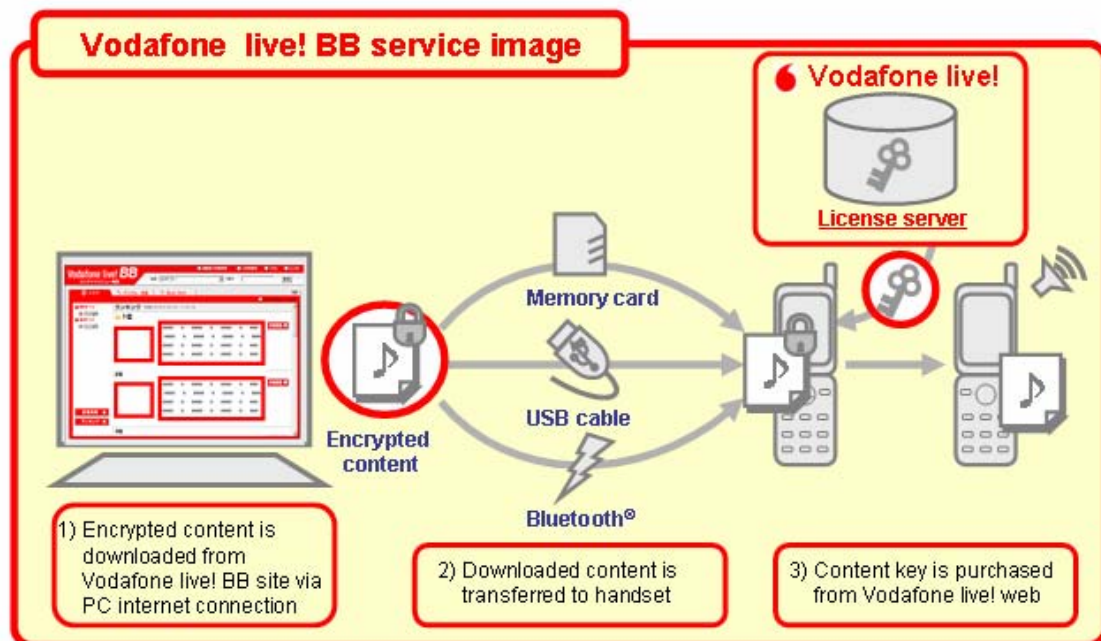 Vodafone live! BB service image
Vodafone live!
License server
Vodafone live! BB
Memory card
USB cable
Bluetooth®
Encrypted
content
1) Encrypted content is
downloaded from
Vodafone live! BB site via
PC internet connection
2) Downloaded content is
transferred to handset
3) Content key is purchased
from Vodafone live! web